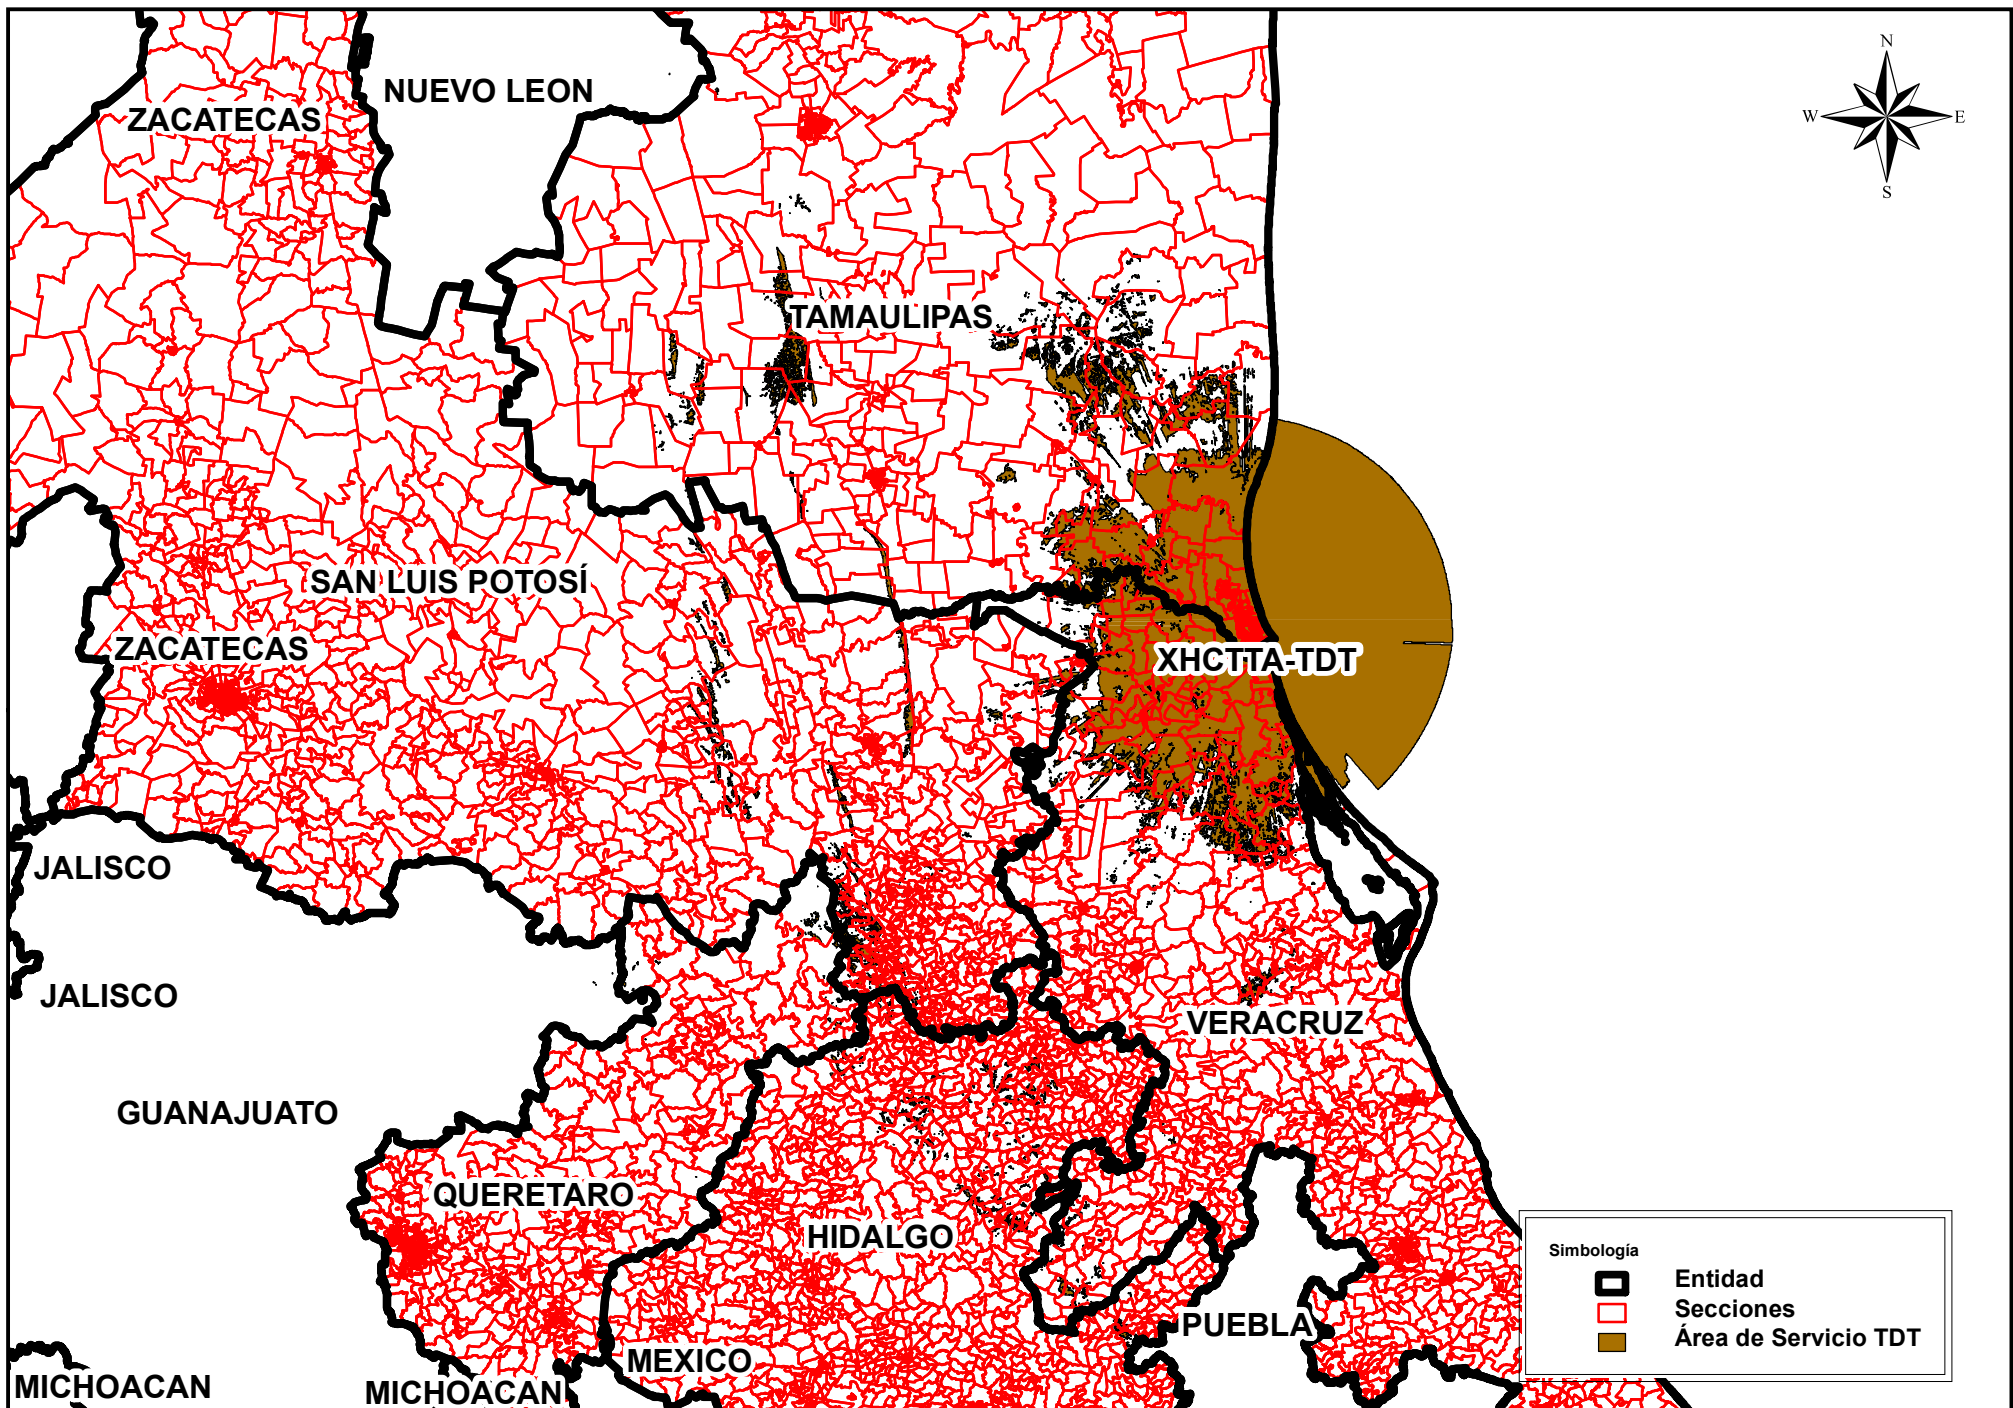 N
W
E
S
NUEVO LEON
ZACATECAS
TAMAULIPAS
SAN LUIS POTOSÍ
ZACATECAS
XHCTTA-TDT
JALISCO
JALISCO
VERACRUZ
GUANAJUATO
QUERETARO
HIDALGO
PUEBLA
MEXICO
MICHOACAN
MICHOACAN
Simbología
Entidad
Secciones
Área de Servicio TDT